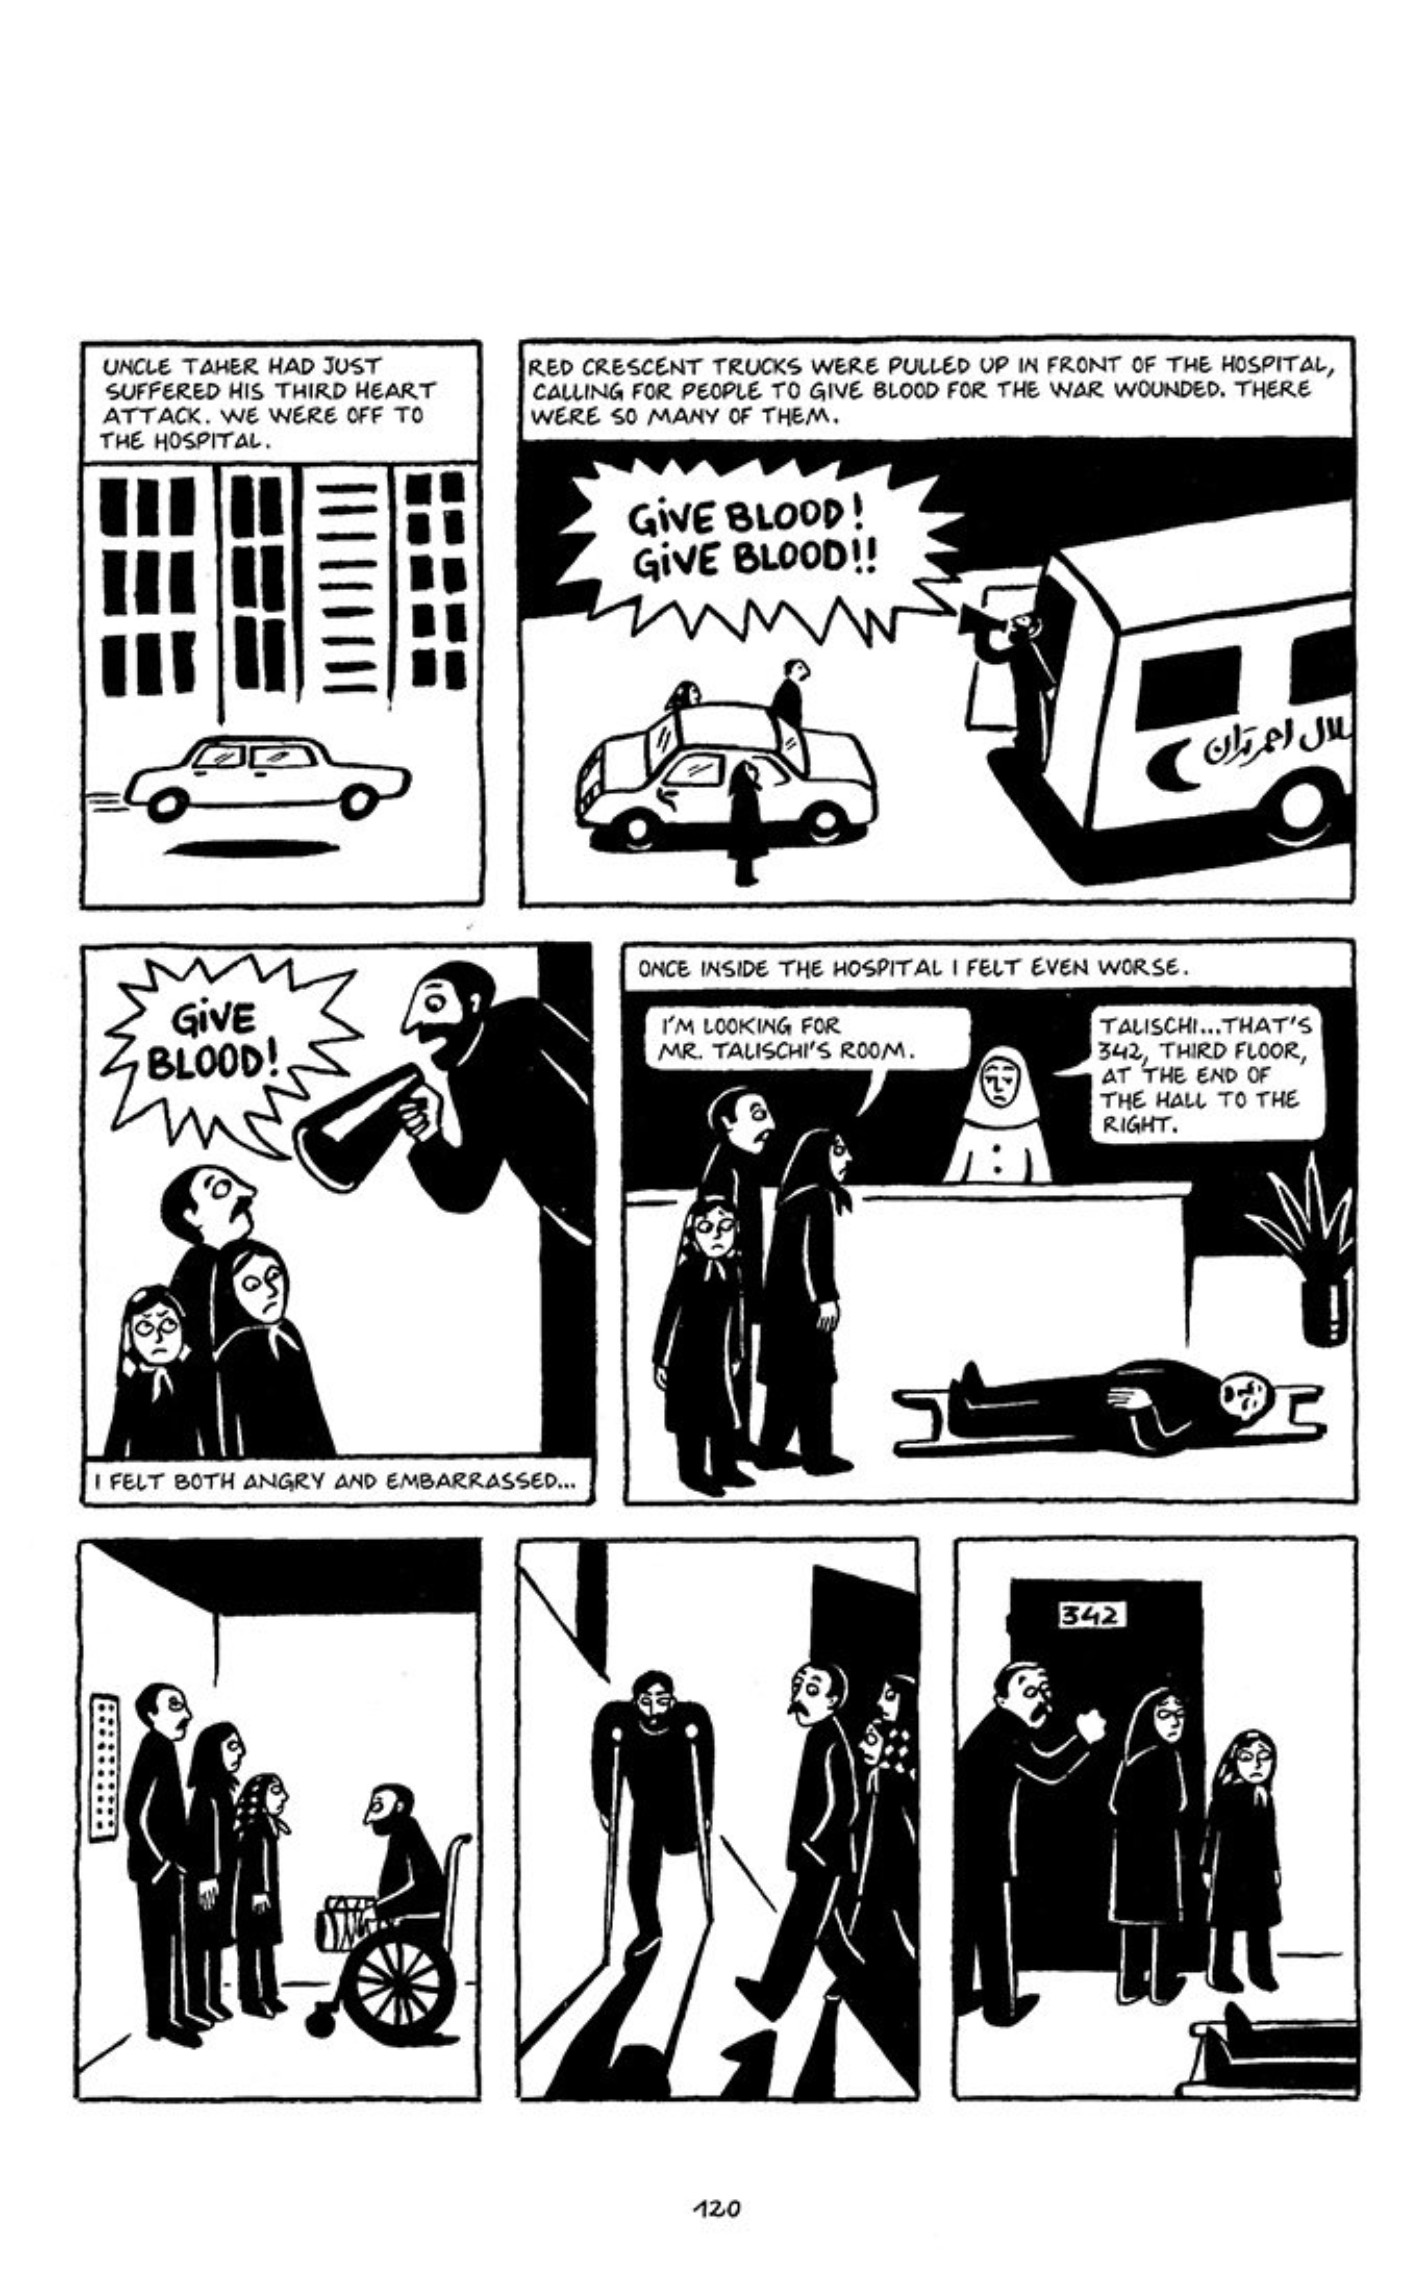 UNCLE TAHER HAD JUST
SUFFERED HIS THIRD HEART
ATTACK. WE WERE OFF TO
THE HOSPITAL.
RED CRESCENT TRUCKS WERE PULLED UP IN FRONT OF THE HOSPITAL,
CALLING FOR PEOPLE TO GIVE BLOOD FOR THE WAR WOUNDED. THERE
WERE SO MANY OF THEM.
GIVE BLOOD!
GIVE BLOOD!!
هلال احمر تهران
GIVE
BLOOD!
I FELT BOTH ANGRY AND EMBARRASSED...
ONCE INSIDE THE HOSPITAL I FELT EVEN WORSE.
I'M LOOKING FOR
MR. TALISCHI'S ROOM.
TALISCHI...THAT'S
342, THIRD FLOOR,
AT THE END OF
THE HALL TO THE
RIGHT.
342
120